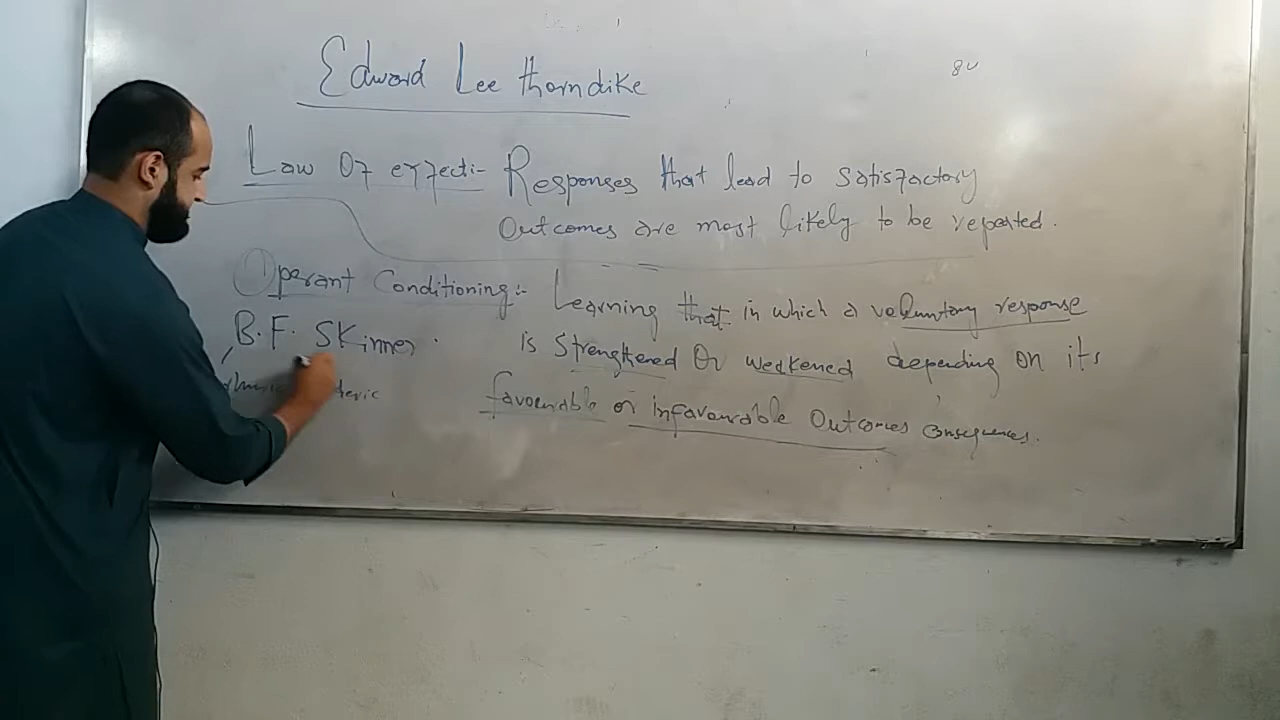 Edward Lee thorndike
84
Law Of effect:- Responses that lead to satisfactory
Outcomes are most likely to be repeated.
Operant Conditioning:- Learning that in which a voluntary response
B.F. Skinner. is Strengthened Or weakened depending on its
favourable or infavourable Outcomes Consequences.